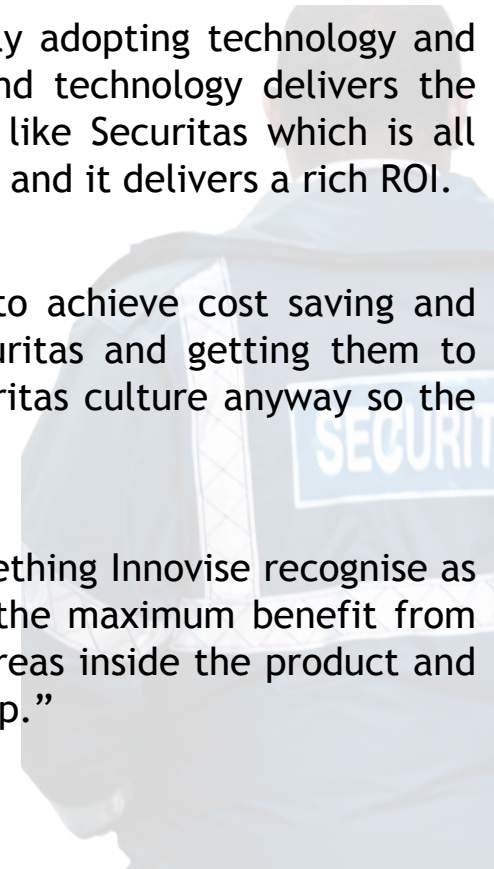 ly adopting technology and
nd technology delivers the
like Securitas which is all
and it delivers a rich ROI.
to achieve cost saving and
uritas and getting them to
ritas culture anyway so the
SECURIT
ething Innovise recognise as
the maximum benefit from
reas inside the product and
p.”